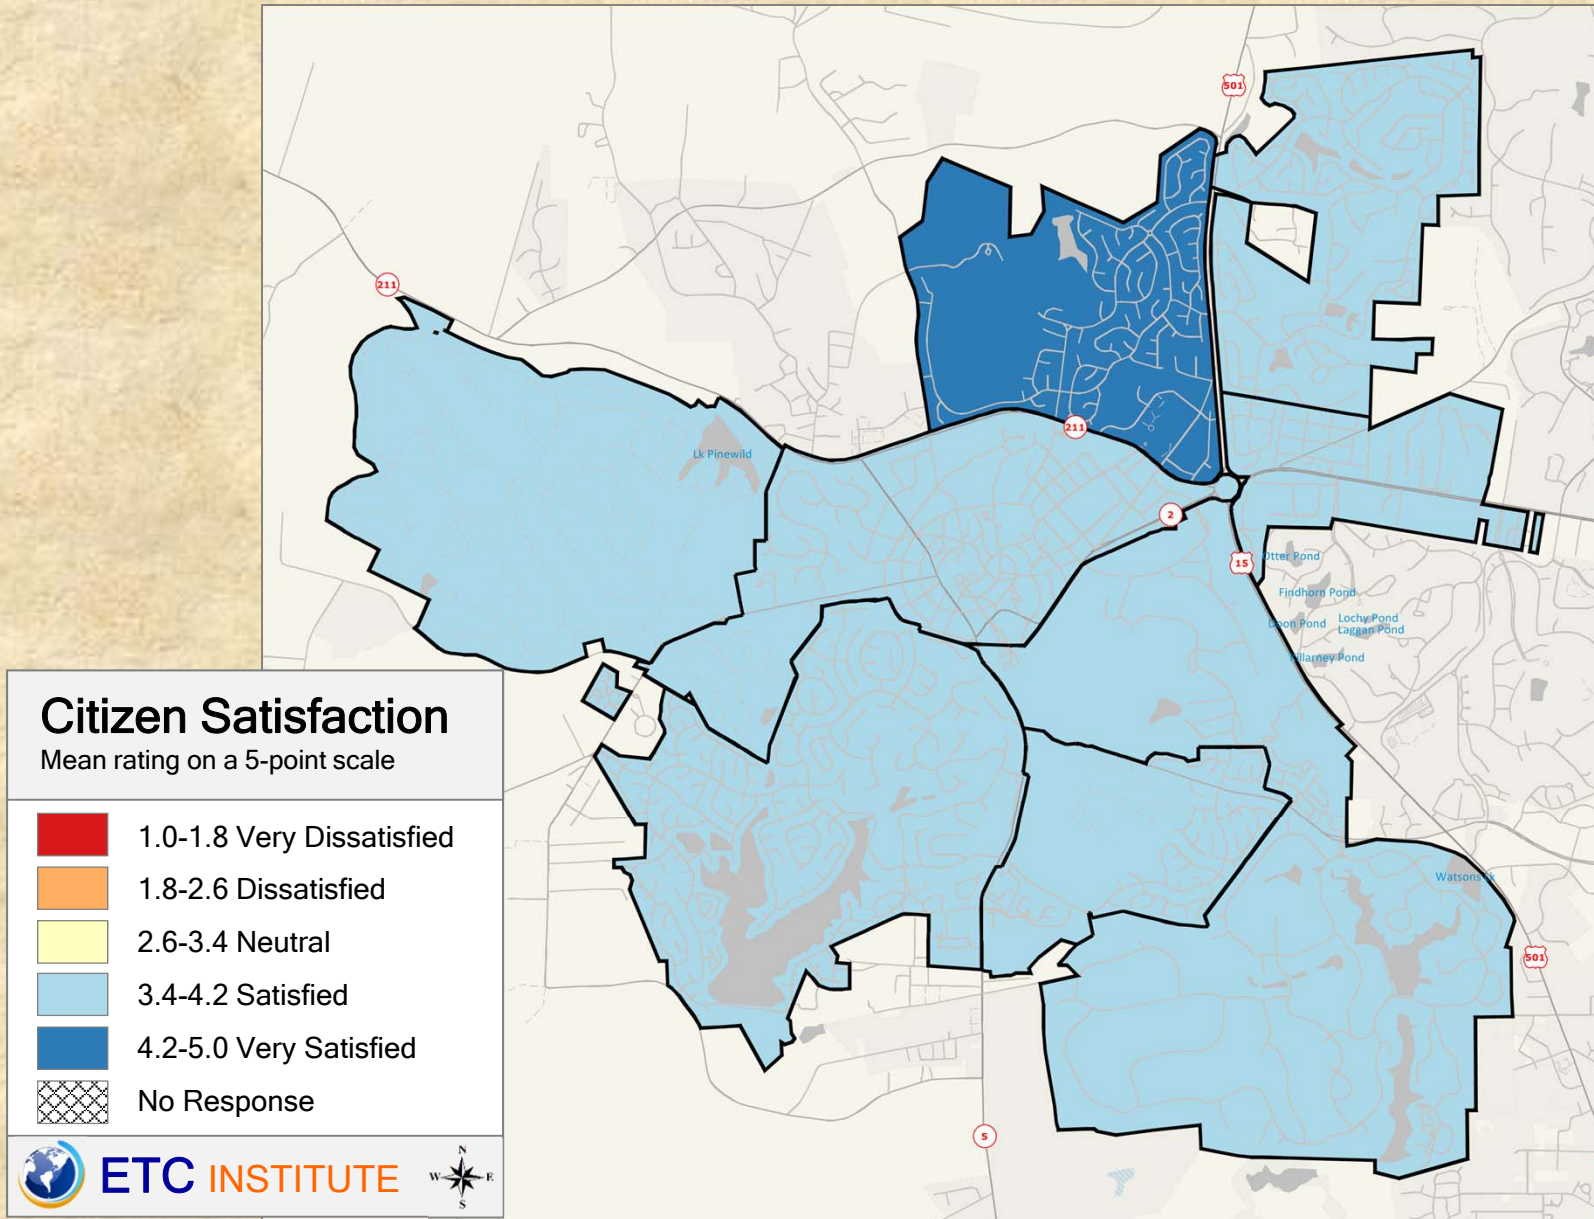 501
211
211
Lk Pinewild
2
15
Otter Pond
Findhorn Pond
Lochy Pond
Doon Pond
Laggan Pond
Killarney Pond
Citizen Satisfaction
Mean rating on a 5-point scale
1.0-1.8 Very Dissatisfied
1.8-2.6 Dissatisfied
2.6-3.4 Neutral
3.4-4.2 Satisfied
4.2-5.0 Very Satisfied
No Response
Watsons Lk
501
5
ETC INSTITUTE
N
W E
S